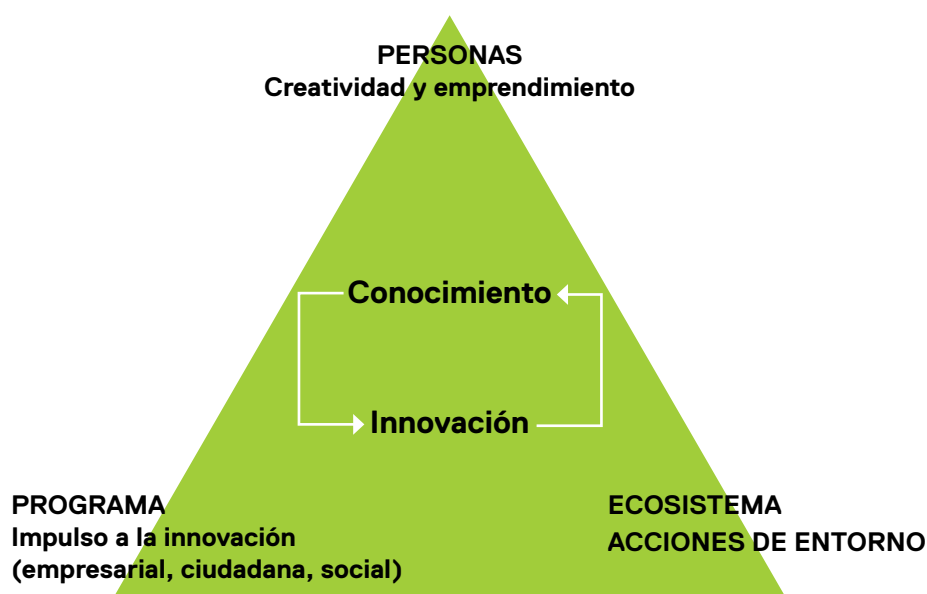 PERSONAS
Creatividad y emprendimiento
Conocimiento
Innovación
PROGRAMA
Impulso a la innovación
(empresarial, ciudadana, social)
ECOSISTEMA
ACCIONES DE ENTORNO